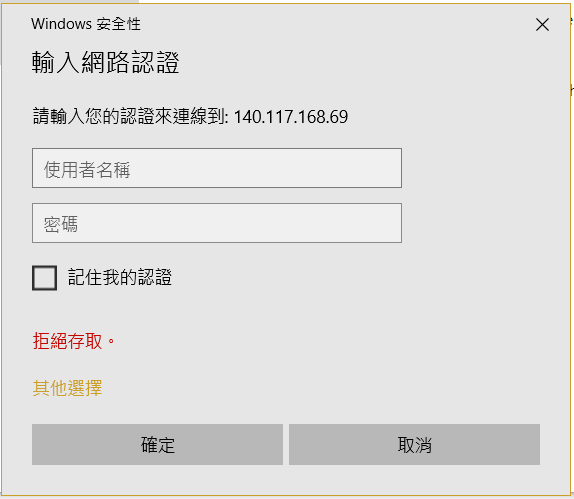 Windows 安全性
輸入網路認證
請輸入您的認證來連線到: 140.117.168.69
使用者名稱
密碼
記住我的認證
拒絕存取。
其他選擇
確定
取消